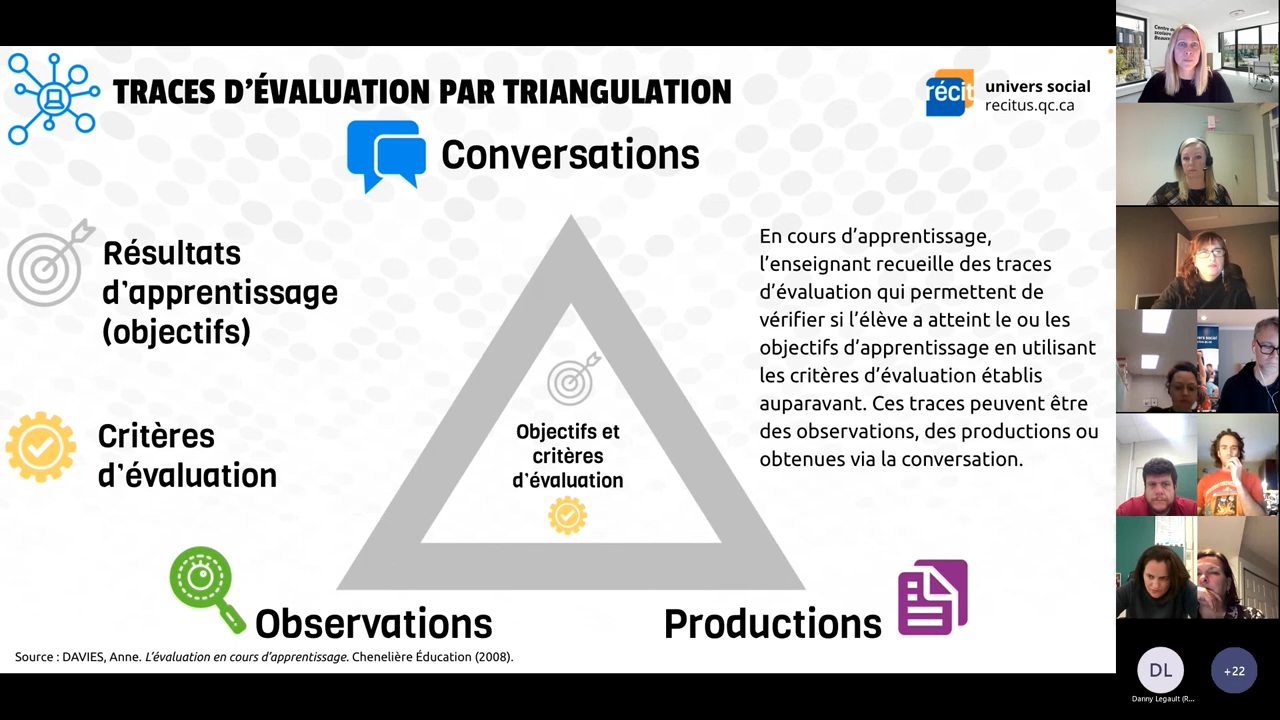 TRACES D'ÉVALUATION PAR TRIANGULATION
récit
univers social
recitus.qc.ca
Conversations
Résultats
d'apprentissage
(objectifs)
Critères
d'évaluation
Objectifs et
critères
d'évaluation
En cours d'apprentissage,
l'enseignant recueille des traces
d'évaluation qui permettent de
vérifier si l'élève a atteint le ou les
objectifs d'apprentissage en utilisant
les critères d'évaluation établis
auparavant. Ces traces peuvent être
des observations, des productions ou
obtenues via la conversation.
Observations
Productions
Source : DAVIES, Anne. L'évaluation en cours d'apprentissage. Chenelière Éducation (2008).
Centre de
scolaire
Beauce
DL
+22
Danny Legault (R...